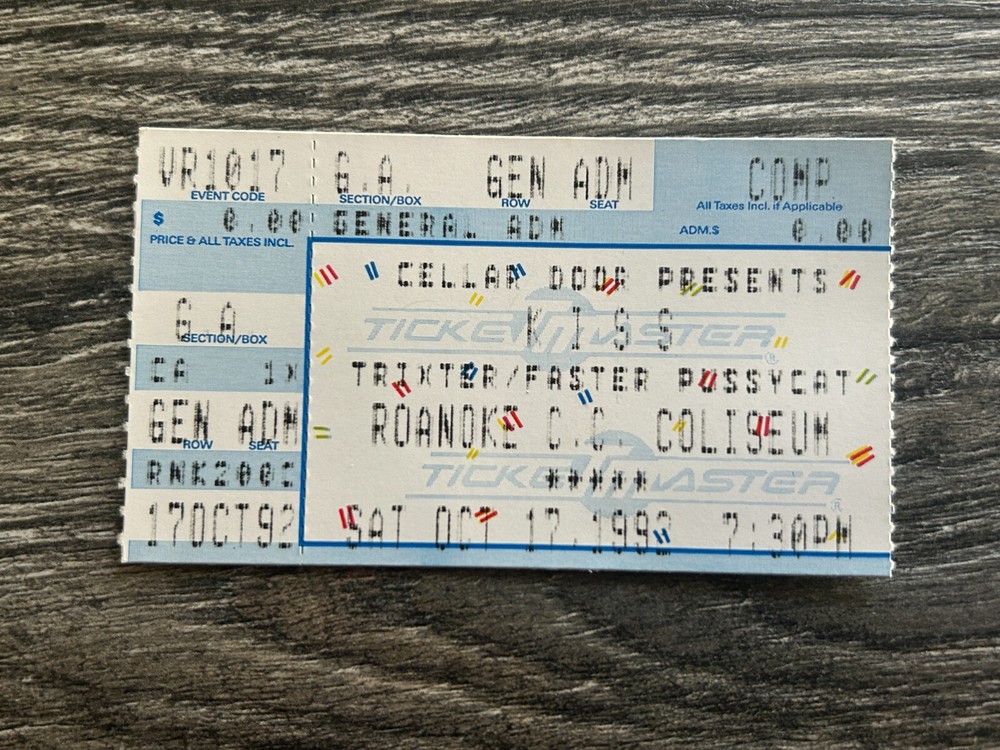 VR1017 G.A. GEN ADM COMP
EVENT CODE SECTION/BOX ROW SEAT All Taxes Incl. if Applicable
$ 0.00 GENERAL ADM ADM.$ 0.00
PRICE & ALL TAXES INCL.
CELLAR DOOR PRESENTS
TICKETMASTER ®
G.A.
KISS
SECTION/BOX
CA 1X
TRIXTER/FASTER PUSSYCAT
GEN ADM
ROW SEAT
ROANOKE C.C. COLISEUM
*****
TICKETMASTER ®
17OCT92
SAT OCT 17,1992 7:30PM